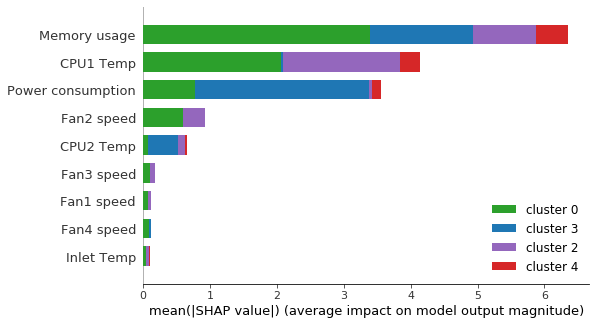 Memory usage
CPU1 Temp
Power consumption
Fan2 speed
CPU2 Temp
Fan3 speed
Fan1 speed
Fan4 speed
Inlet Temp
cluster 0
cluster 3
cluster 2
cluster 4
0 1 2 3 4 5 6
mean(|SHAP value|) (average impact on model output magnitude)